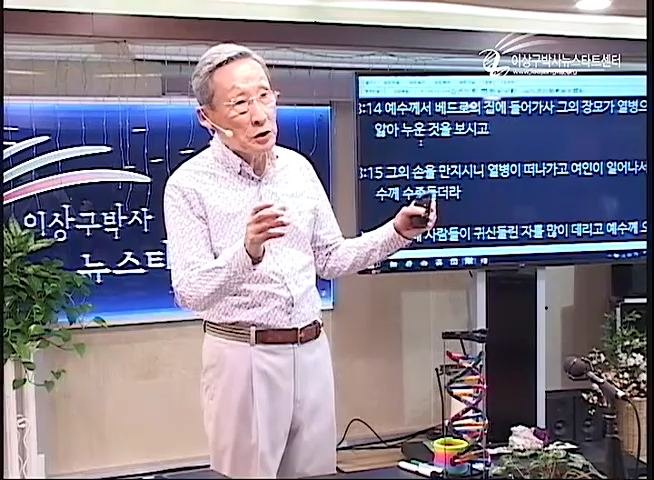 이상구박사뉴스타트센터
8:14 예수께서 베드로의 집에 들어가사 그의 장모가 열병으
앓아 누운 것을 보시고
8:15 그의 손을 만지시니 열병이 떠나가고 여인이 일어나서
수께 수종들더라
사람들이 귀신들린 자를 많이 데리고 예수께 오
이상구박사
뉴스타